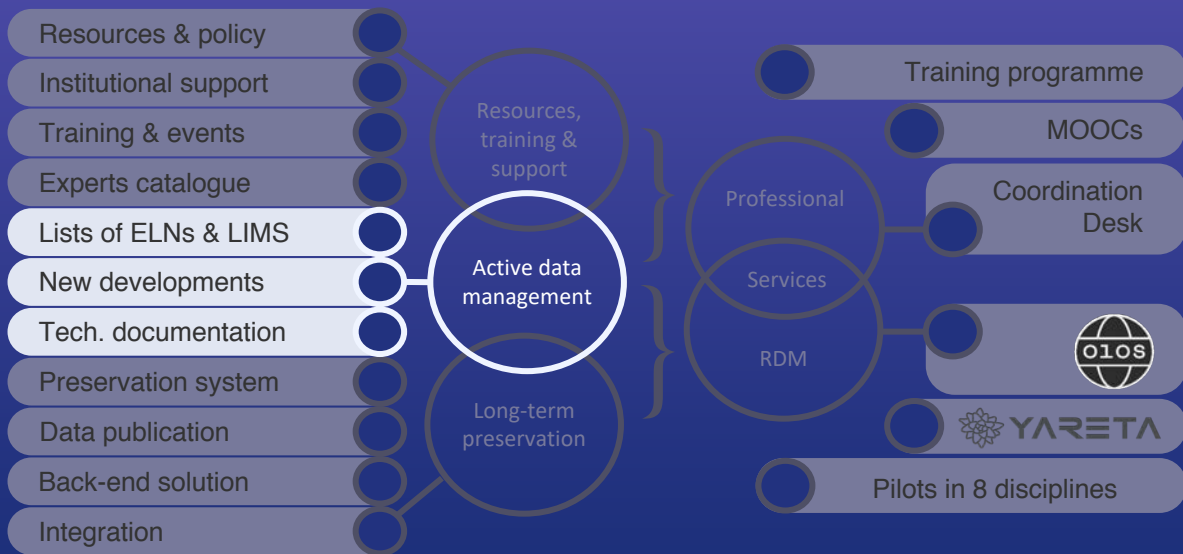 Resources & policy
Institutional support
Training & events
Experts catalogue
Lists of ELNs & LIMS
New developments
Tech. documentation
Preservation system
Data publication
Back-end solution
Integration
Resources,
training &
support
Active data
management
Long-term
preservation
Professional
Services
RDM
Training programme
MOOCs
Coordination
Desk
OLOS
YARETA
Pilots in 8 disciplines